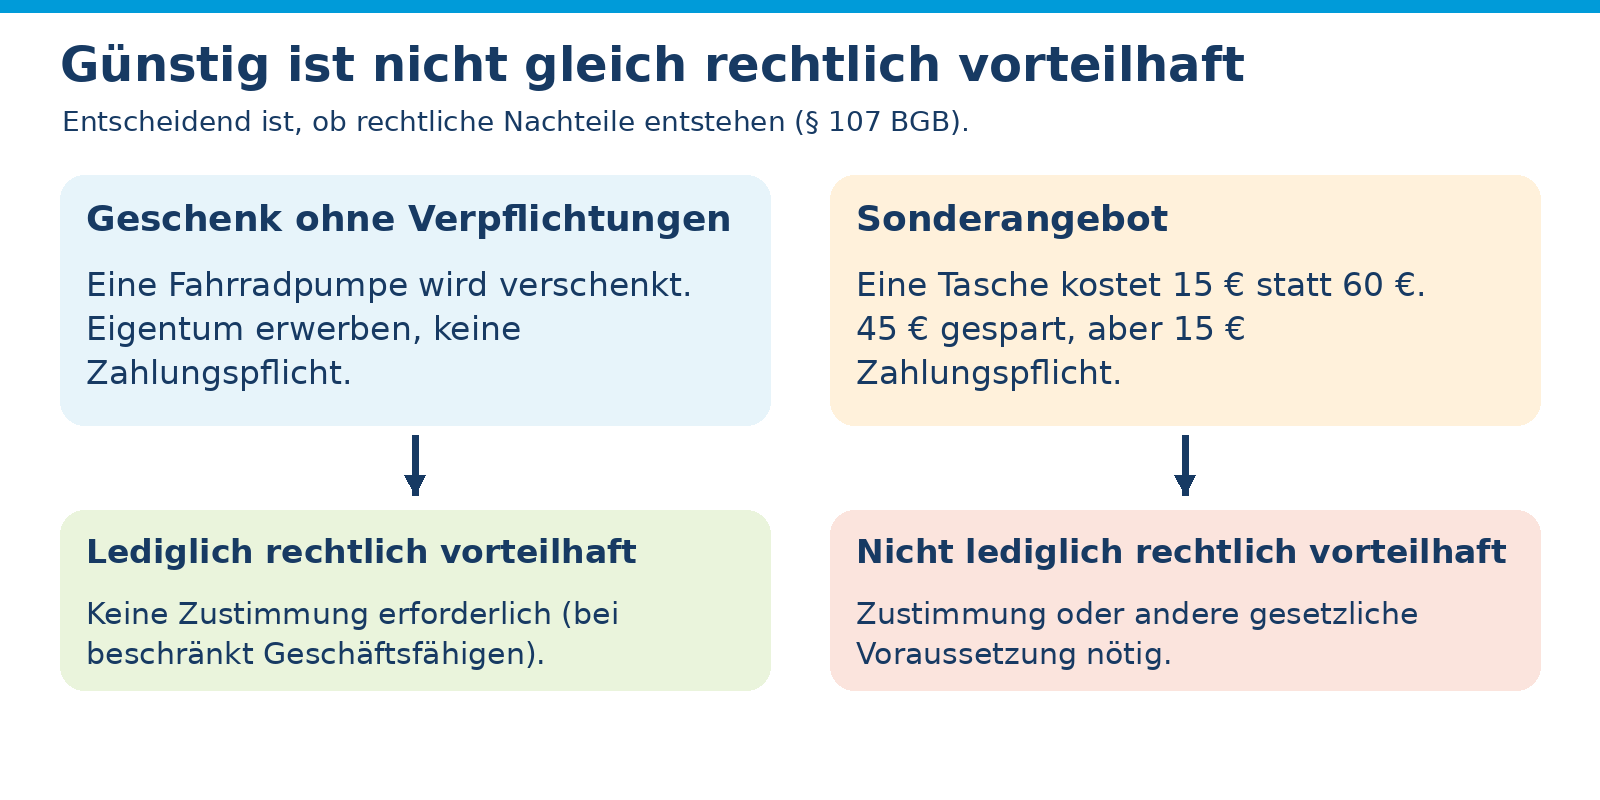 Günstig ist nicht gleich rechtlich vorteilhaft
Entscheidend ist, ob rechtliche Nachteile entstehen (§ 107 BGB).
Geschenk ohne Verpflichtungen
Eine Fahrradpumpe wird verschenkt.
Eigentum erwerben, keine
Zahlungspflicht.
Sonderangebot
Eine Tasche kostet 15 € statt 60 €.
45 € gespart, aber 15 €
Zahlungspflicht.
Lediglich rechtlich vorteilhaft
Keine Zustimmung erforderlich (bei
beschränkt Geschäftsfähigen).
Nicht lediglich rechtlich vorteilhaft
Zustimmung oder andere gesetzliche
Voraussetzung nötig.